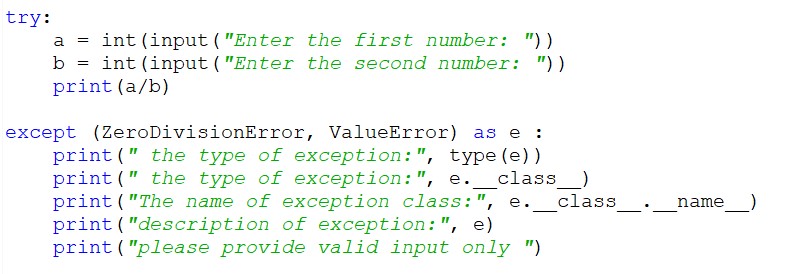 try:
    a = int(input("Enter the first number: "))
    b = int(input("Enter the second number: "))
    print(a/b)

except (ZeroDivisionError, ValueError) as e :
    print(" the type of exception:", type(e))
    print(" the type of exception:", e.__class__)
    print("The name of exception class:", e.__class__.__name__)
    print("description of exception:", e)
    print("please provide valid input only ")